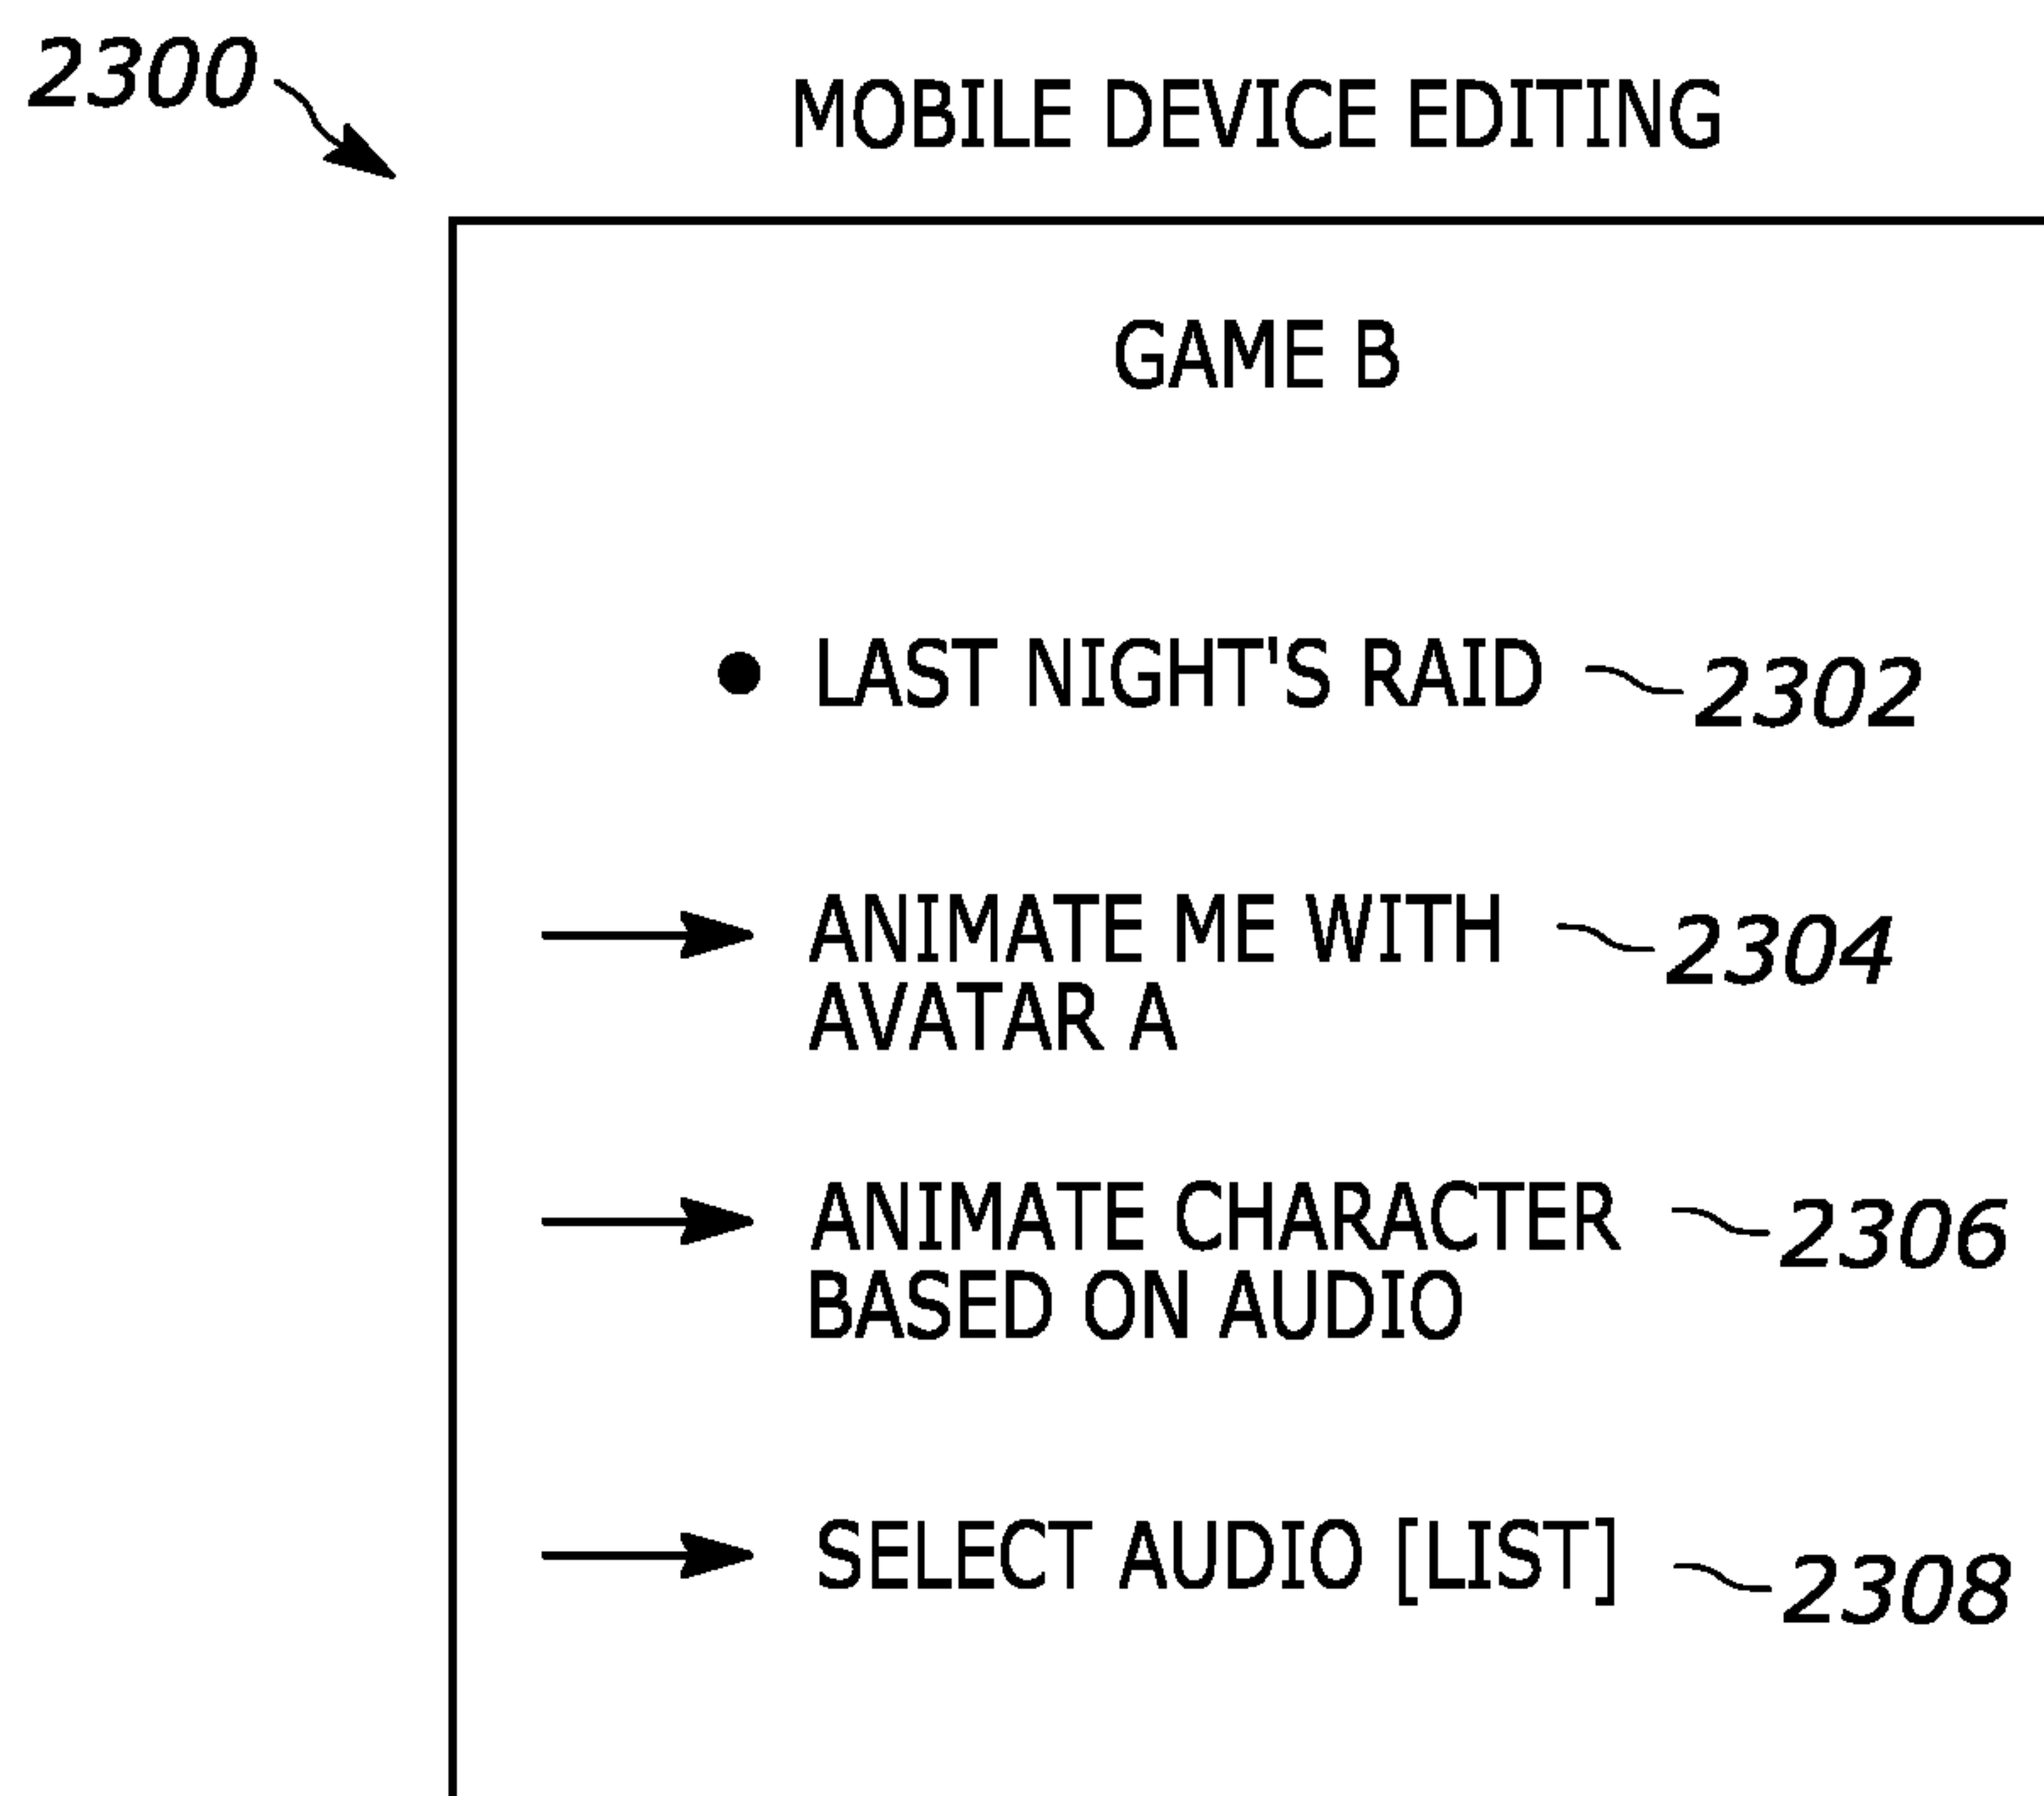 2300
MOBILE DEVICE EDITING
GAME B
LAST NIGHT'S RAID 2302
ANIMATE ME WITH 2304
AVATAR A
ANIMATE CHARACTER 2306
BASED ON AUDIO
SELECT AUDIO [LIST] 2308